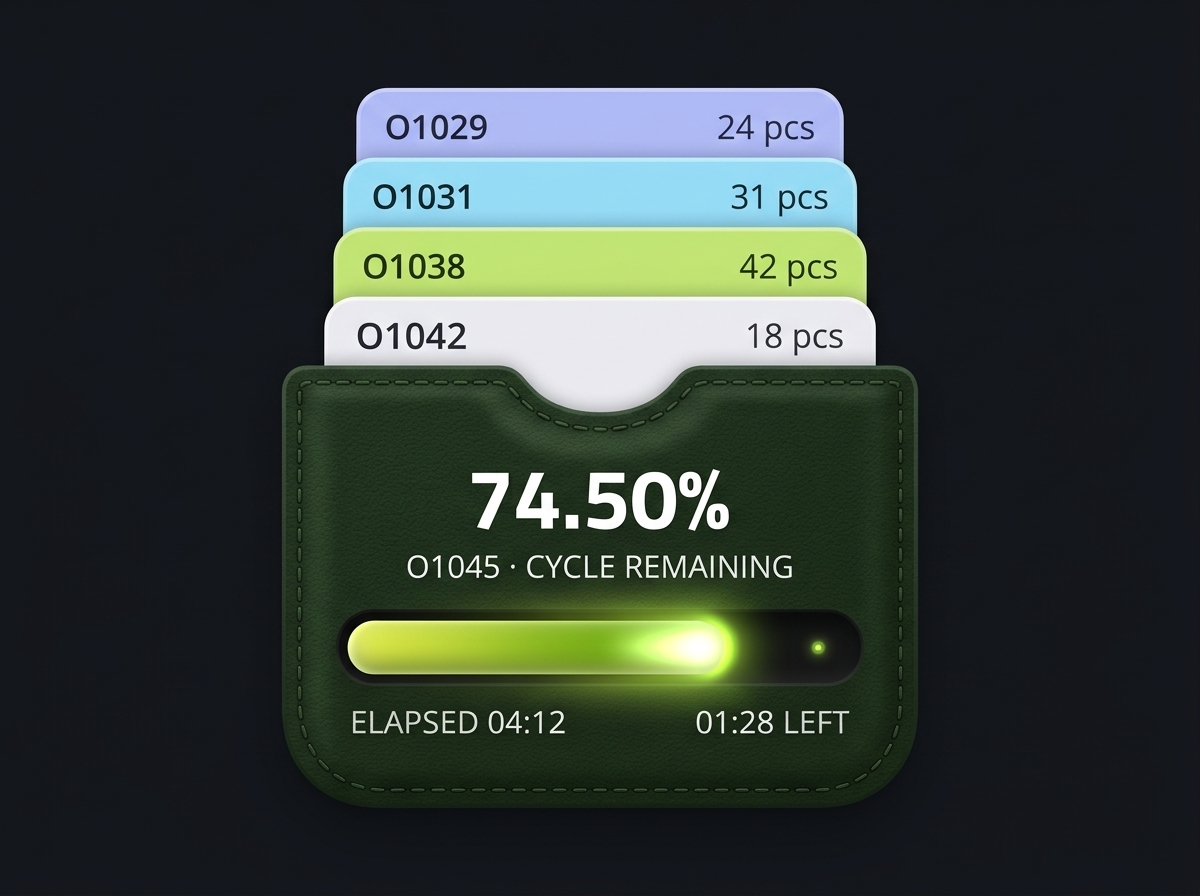 O1029 24 pcs
O1031 31 pcs
O1038 42 pcs
O1042 18 pcs
74.50%
O1045 · CYCLE REMAINING
ELAPSED 04:12 01:28 LEFT